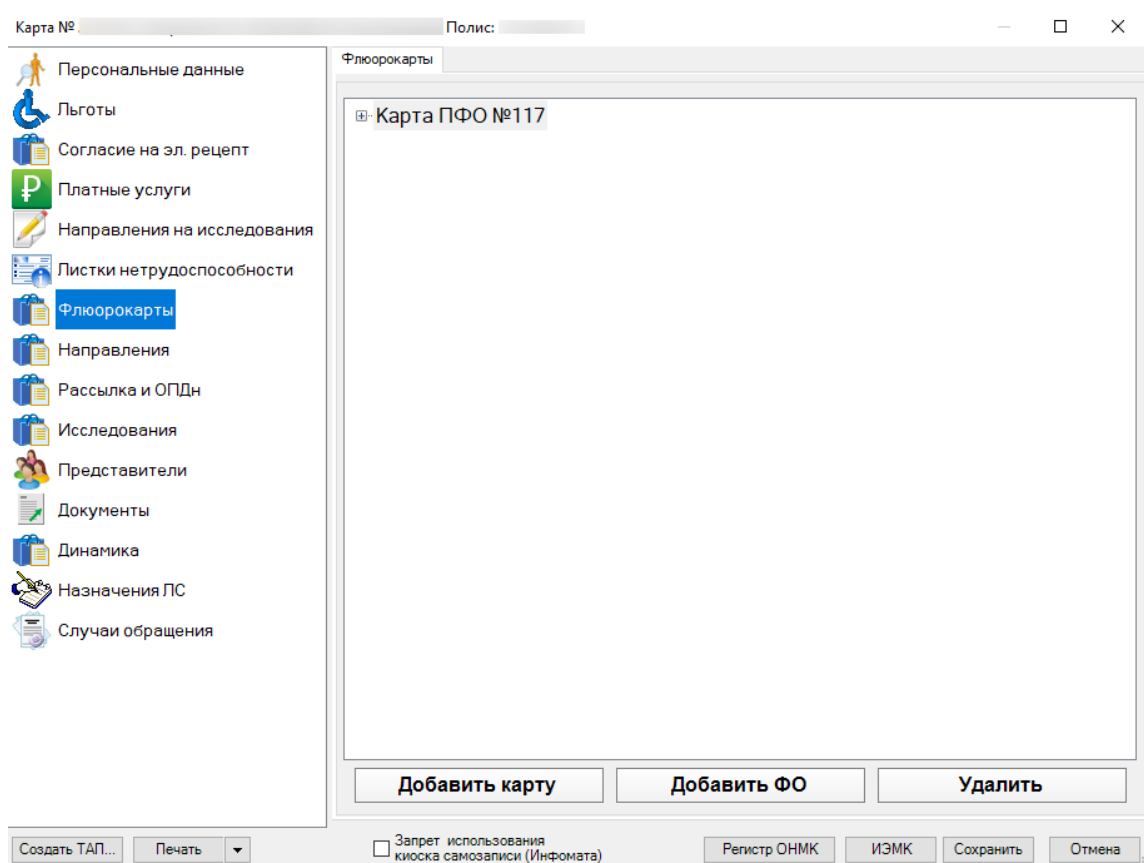 Карта №
Полис:
Персональные данные
Льготы
Согласие на эл. рецепт
Платные услуги
Направления на исследования
Листки нетрудоспособности
Флюорокарты
Направления
Рассылка и ОПДн
Исследования
Представители
Документы
Динамика
Назначения ЛС
Случаи обращения
Флюорокарты
Карта ПФО №117
Добавить карту
Добавить ФО
Удалить
Создать ТАП...
Печать
Запрет использования
киоска самозаписи (Инфомата)
Регистр ОНМК
ИЭМК
Сохранить
Отмена